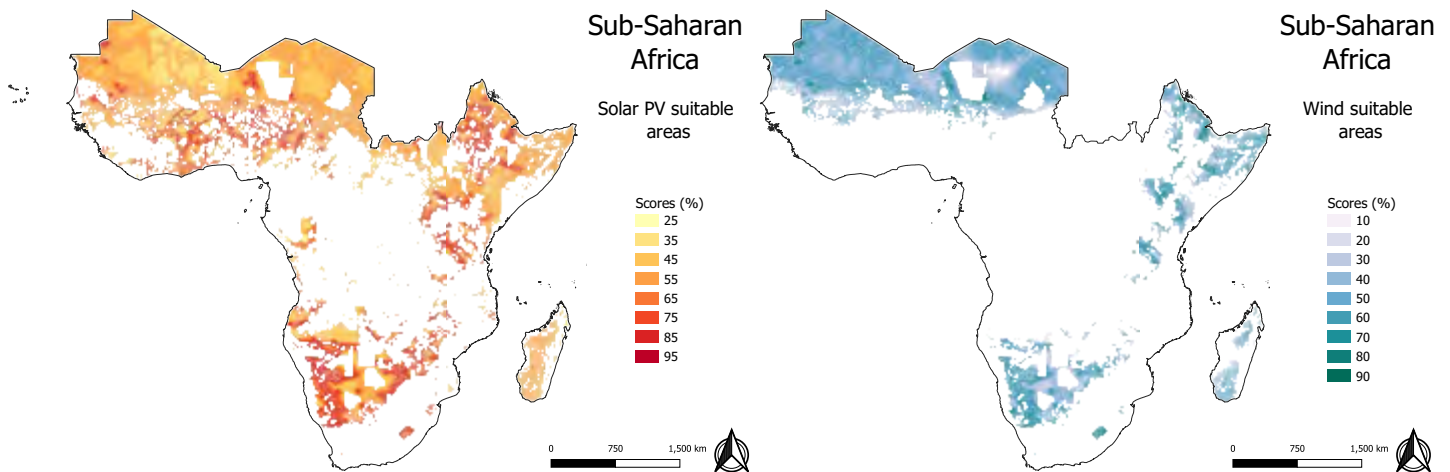 Sub-Saharan
Africa
Solar PV suitable
areas
Scores (%)
25
35
45
55
65
75
85
95
0 750 1,500 km
Sub-Saharan
Africa
Wind suitable
areas
Scores (%)
10
20
30
40
50
60
70
80
90
0 750 1,500 km